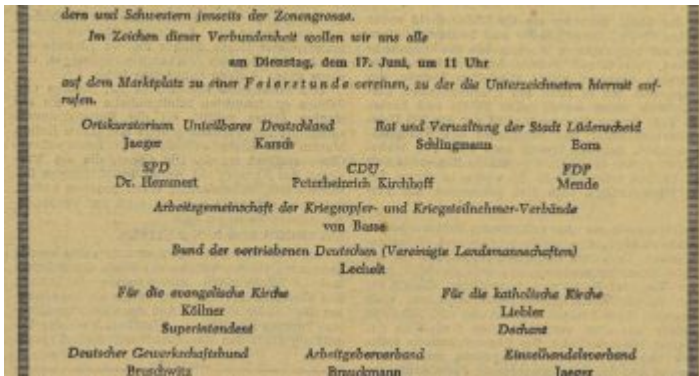 dern und Schwestern jenseits der Zonengrenze.
Im Zeichen dieser Verbundenheit wollen wir uns alle
am Dienstag, dem 17. Juni, um 11 Uhr
auf dem Marktplatz zu einer Feierstunde vereinen, zu der die Unterzeichneten hiermit auf-
rufen.
Ortskuratorium Unteilbares Deutschland Rat und Verwaltung der Stadt Lüdenscheid
Jaeger Karsch Schlingmann Born
SPD CDU FDP
Dr. Hemmert Peterheinrich Kirchhoff Mende
Arbeitsgemeinschaft der Kriegsopfer- und Kriegsteilnehmer-Verbände
von Basse
Bund der vertriebenen Deutschen (Vereinigte Landsmannschaften)
Lechelt
Für die evangelische Kirche Für die katholische Kirche
Köllner Liebler
Superintendent Dechant
Deutscher Gewerkschaftsbund Arbeitgeberverband Einzelhandelsverband
Bruschwitz Brauckmann Jaeger